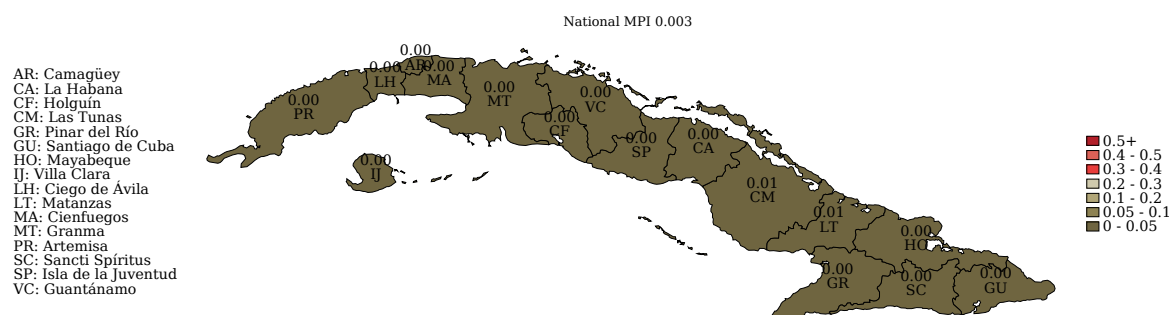 National MPI 0.003
AR: Camagüey
CA: La Habana
CF: Holguín
CM: Las Tunas
GR: Pinar del Río
GU: Santiago de Cuba
HO: Mayabeque
IJ: Villa Clara
LH: Ciego de Ávila
LT: Matanzas
MA: Cienfuegos
MT: Granma
PR: Artemisa
SC: Sancti Spíritus
SP: Isla de la Juventud
VC: Guantánamo
0.00
AR
0.00
LH
0.00
MA
0.00
PR
0.00
MT
0.00
VC
0.00
CF
0.00
SP
0.00
CA
0.00
IJ
0.01
CM
0.01
LT
0.00
HO
0.00
GR
0.00
SC
0.00
GU
0.5+
0.4 - 0.5
0.3 - 0.4
0.2 - 0.3
0.1 - 0.2
0.05 - 0.1
0 - 0.05